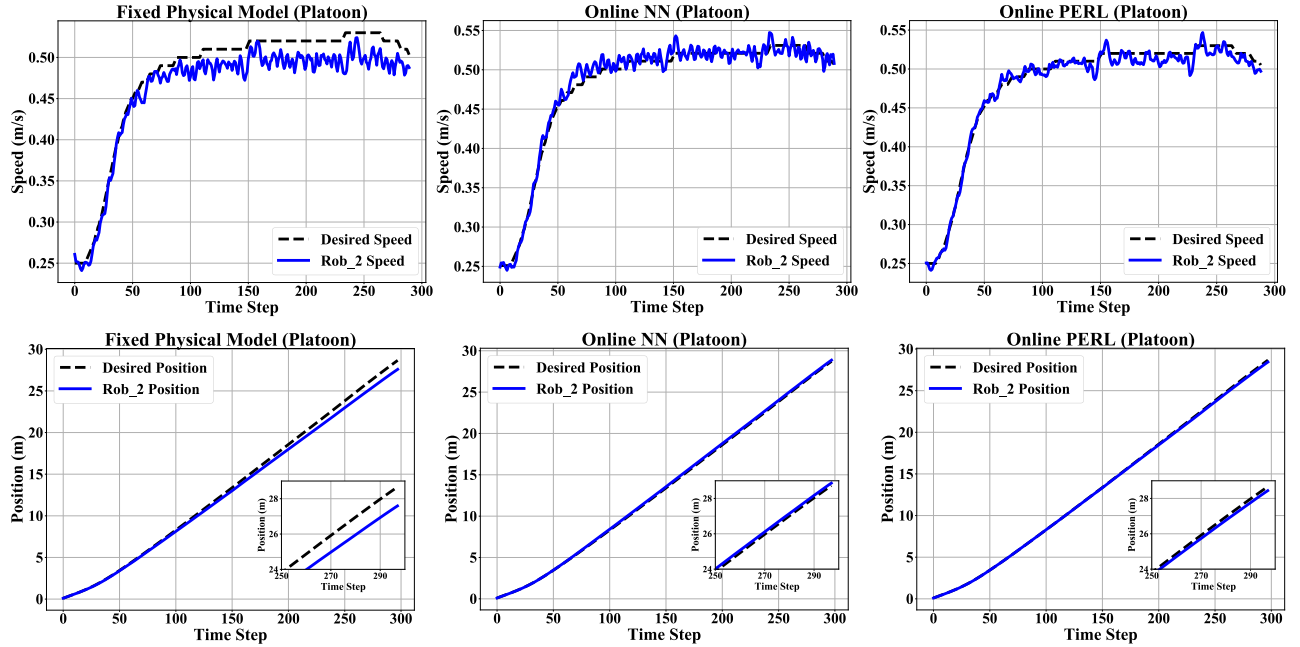 Fixed Physical Model (Platoon)
Speed (m/s)
0.50
0.45
0.40
0.35
0.30
0.25
Desired Speed
Rob_2 Speed
0 50 100 150 200 250 300
Time Step
Online NN (Platoon)
Speed (m/s)
0.55
0.50
0.45
0.40
0.35
0.30
0.25
Desired Speed
Rob_2 Speed
0 50 100 150 200 250 300
Time Step
Online PERL (Platoon)
Speed (m/s)
0.55
0.50
0.45
0.40
0.35
0.30
0.25
Desired Speed
Rob_2 Speed
0 50 100 150 200 250 300
Time Step
Fixed Physical Model (Platoon)
Position (m)
30
25
20
15
10
5
0
Desired Position
Rob_2 Position
Position (m)
28
26
24
250 270 290
Time Step
0 50 100 150 200 250 300
Time Step
Online NN (Platoon)
Position (m)
30
25
20
15
10
5
0
Desired Position
Rob_2 Position
Position (m)
28
26
24
250 270 290
Time Step
0 50 100 150 200 250 300
Time Step
Online PERL (Platoon)
Position (m)
30
25
20
15
10
5
0
Desired Position
Rob_2 Position
Position (m)
28
26
24
250 270 290
Time Step
0 50 100 150 200 250 300
Time Step